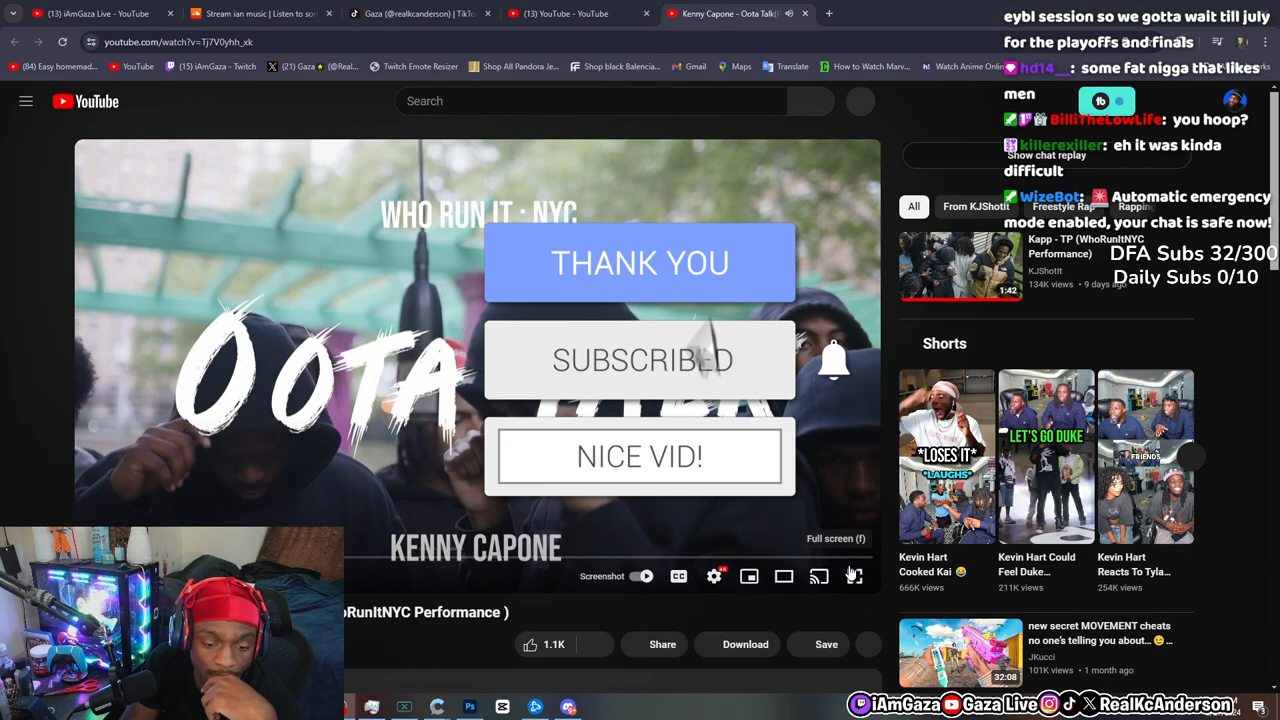 (13) iAmGaza Live - YouTube
Stream ian music | Listen to son
Gaza (@realkcanderson) | TikTo
(13) YouTube - YouTube
Kenny Capone - Oota Talk(
youtube.com/watch?v=Tj7V0yhh_xk
(84) Easy homemad...
YouTube
(15) iAmGaza - Twitch
(21) Gaza
(@Rea...
Twitch Emote Resizer
Shop All Pandora C...
Shop black Balencia...
Gmail
Maps
Translate
How to Watch Marv...
Watch Anime Onlin
eybl session so we gotta wait till july
for the playoffs and finals
hd14__: some fat nigga that likes
men
BilliTheLowLife: you hoop?
killerexiller: eh it was kinda
difficult
WizeBot: Automatic emergency
mode enabled, your chat is safe now!
DFA Subs 32/300
Daily Subs 0/10
YouTube
Search
Show chat replay
All
From KJShotIt
Freestyle Rap
Rapping
WHO RUN IT · NYC
THANK YOU
SUBSCRIBED
NICE VID!
OOTA
KENNY CAPONE
Full screen (f)
Screenshot
CC
4K
oRunItNYC Performance )
1.1K
Share
Download
Save
Kapp - TP (WhoRunItNYC
Performance)
KJShotIt
134K views • 9 days ago
1:42
Shorts
*LOSES IT*
*LAUGHS*
LET'S GO DUKE
FRIENDS
Kevin Hart
Cooked Kai
666K views
Kevin Hart Could
Feel Duke...
211K views
Kevin Hart
Reacts To Tyla...
254K views
new secret MOVEMENT cheats
no one's telling you about...
JKucci
101K views • 1 month ago
32:08
iAmGaza Gaza Live RealKcAnderson